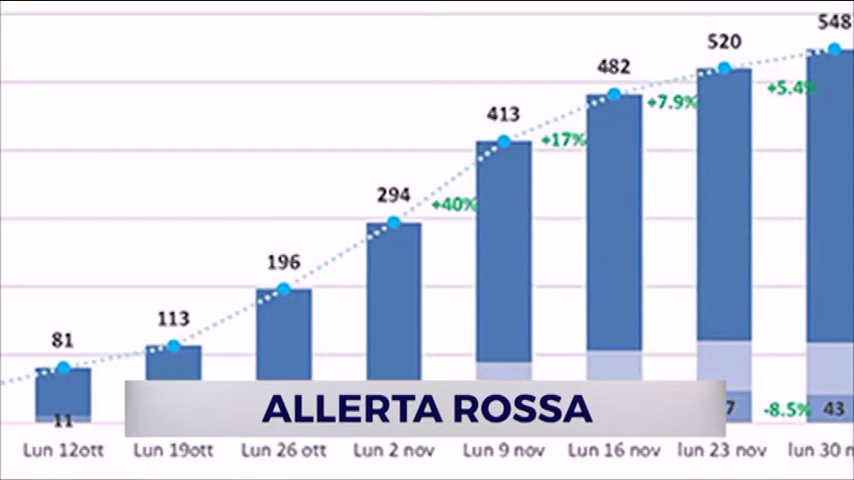 548
520
482
+5.4%
+7.9%
413
+17%
294
+40%
196
113
81
11
ALLERTA ROSSA
7
-8.5%
43
Lun 12ott
Lun 19ott
Lun 26 ott
Lun 2 nov
Lun 9 nov
Lun 16 nov
lun 23 nov
lun 30 n